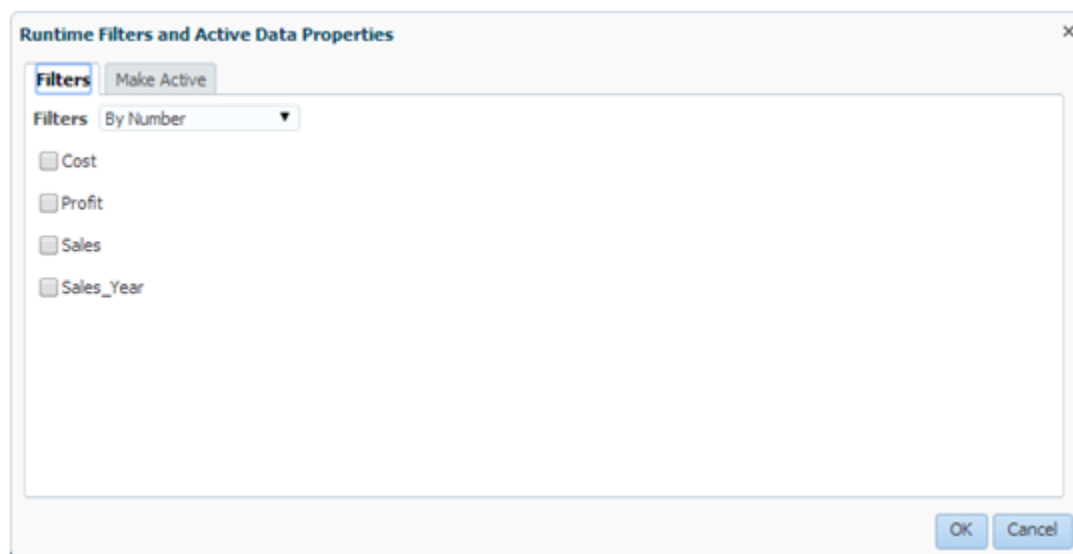 Runtime Filters and Active Data Properties
Filters Make Active
Filters By Number
Cost
Profit
Sales
Sales_Year
OK Cancel